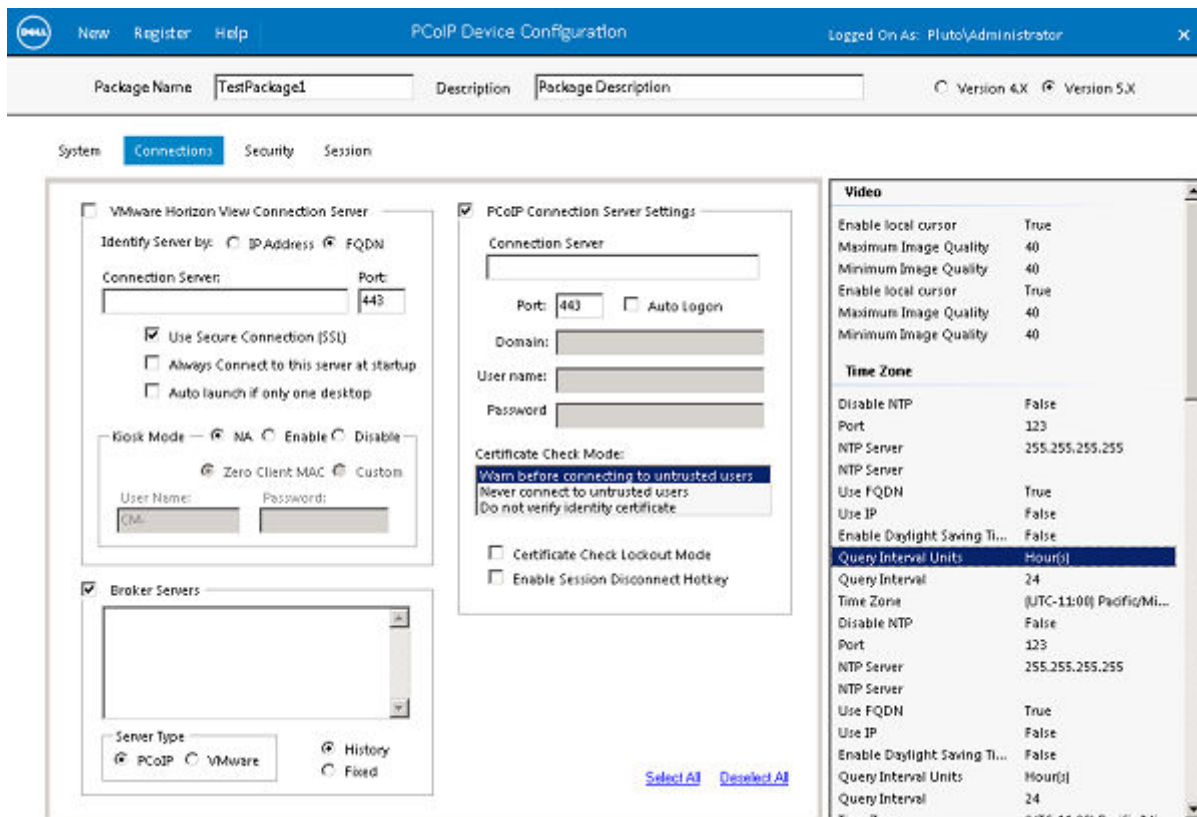 DELL New Register Help PCoIP Device Configuration Logged On As: Pluto\Administrator ×
Package Name TestPackage1 Description Package Description Version 4.X Version 5.X
System Connections Security Session
VMware Horizon View Connection Server
Identify Server by: IP Address FQDN
Connection Server: Port:
443
Use Secure Connection (SSL)
Always Connect to this server at startup
Auto launch if only one desktop
Kiosk Mode NA Enable Disable
Zero Client MAC Custom
User Name: Password:
CM-
Broker Servers
Server Type
PCoIP VMware
History
Fixed
PCoIP Connection Server Settings
Connection Server
Port: 443 Auto Logon
Domain:
User name:
Password
Certificate Check Mode:
Warn before connecting to untrusted users
Never connect to untrusted users
Do not verify identity certificate
Certificate Check Lockout Mode
Enable Session Disconnect Hotkey
Select All Deselect All
Video
Enable local cursor True
Maximum Image Quality 40
Minimum Image Quality 40
Enable local cursor True
Maximum Image Quality 40
Minimum Image Quality 40
Time Zone
Disable NTP False
Port 123
NTP Server 255.255.255.255
NTP Server
Use FQDN True
Use IP False
Enable Daylight Saving Ti... False
Query Interval Units Hour(s)
Query Interval 24
Time Zone (UTC-11:00) Pacific/Mi...
Disable NTP False
Port 123
NTP Server 255.255.255.255
NTP Server
Use FQDN True
Use IP False
Enable Daylight Saving Ti... False
Query Interval Units Hour(s)
Query Interval 24